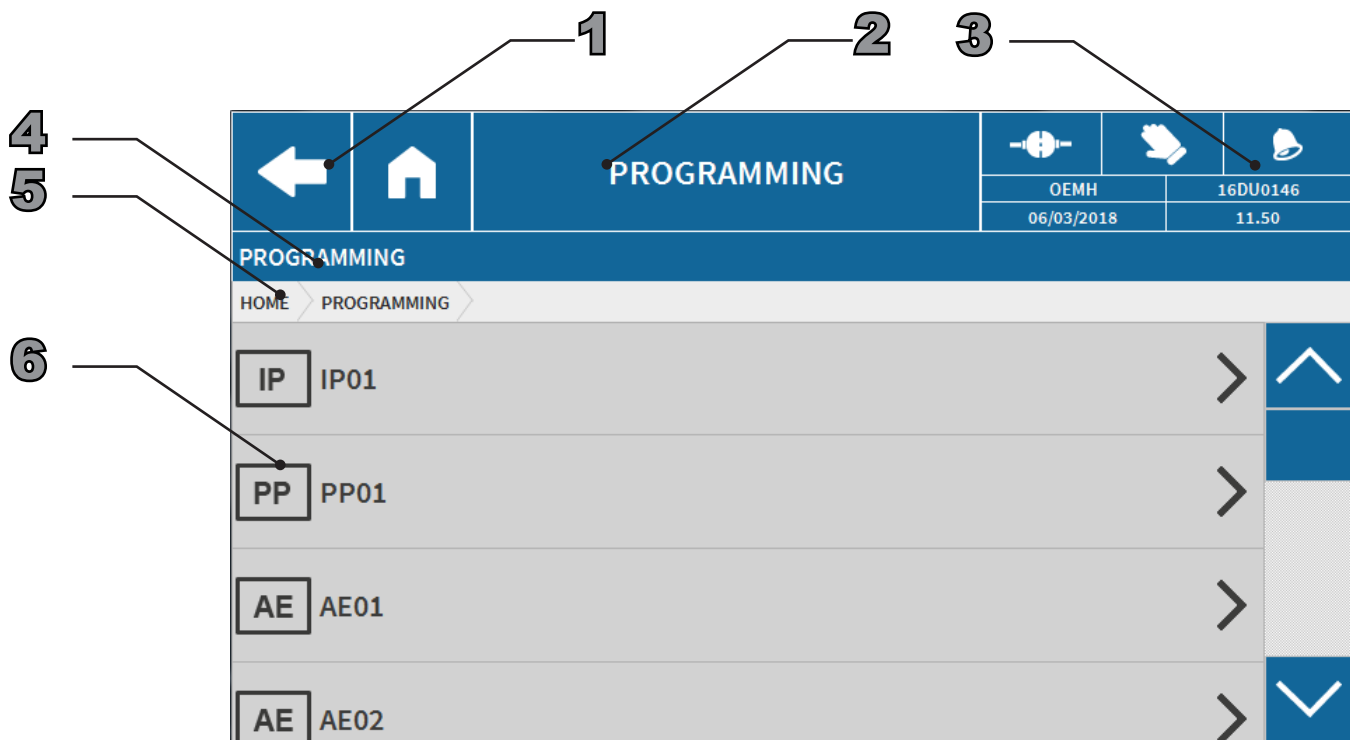 1 2 3
4
5
6
PROGRAMMING
OEMH 16DU0146
06/03/2018 11.50
PROGRAMMING
HOME PROGRAMMING
IP IP01
PP PP01
AE AE01
AE AE02